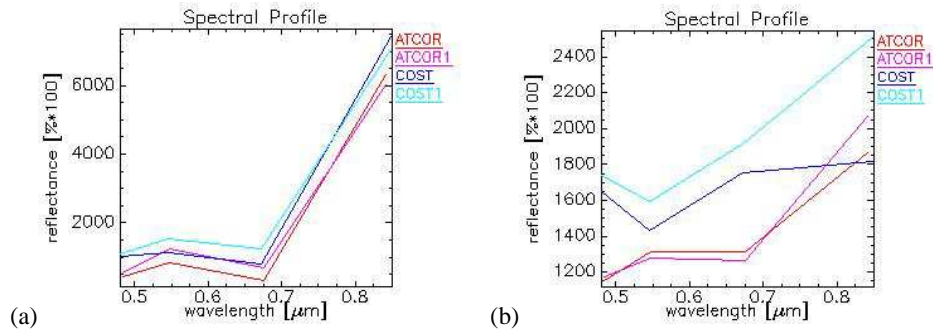 Spectral Profile
ATCOR
ATCOR1
COST
COST1
6000
4000
2000
reflectance [%*100]
0.5 0.6 0.7 0.8
wavelength [μm]
(a)
Spectral Profile
ATCOR
ATCOR1
COST
COST1
2400
2200
2000
1800
1600
1400
1200
reflectance [%*100]
0.5 0.6 0.7 0.8
wavelength [μm]
(b)